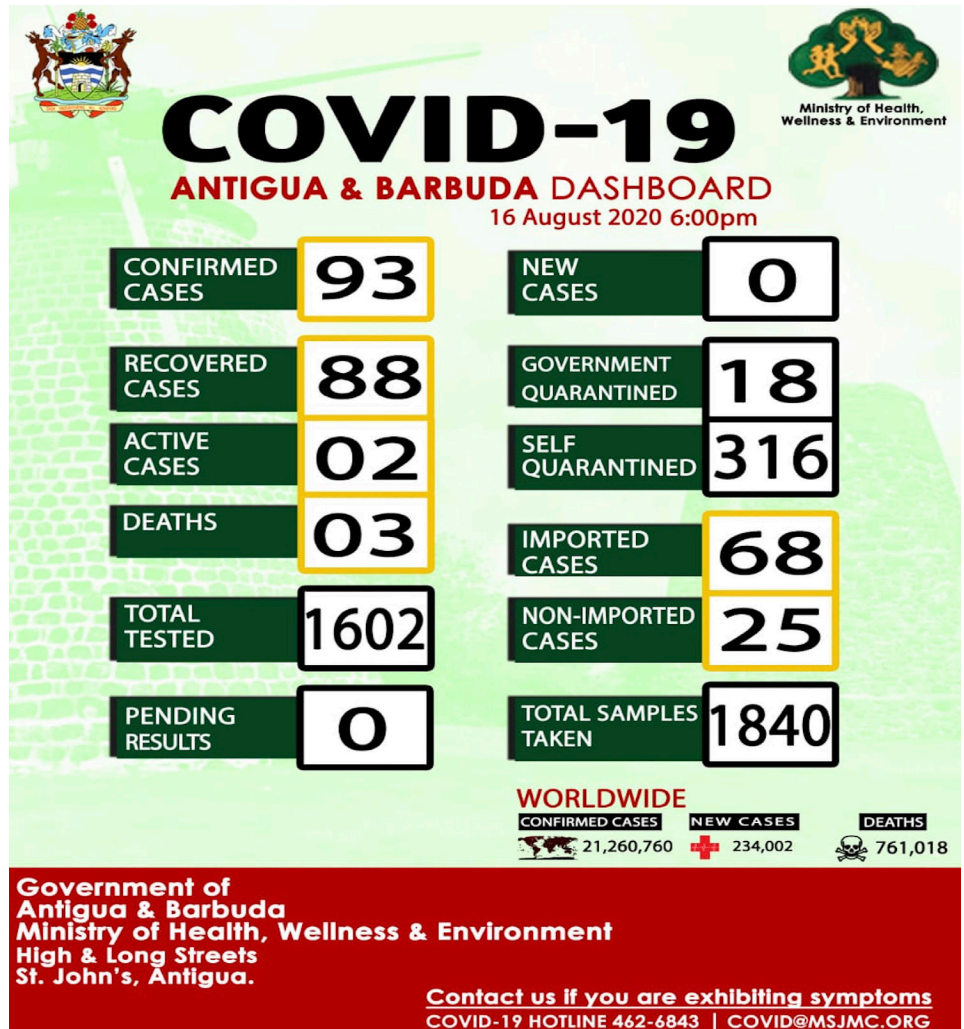 Ministry of Health,
Wellness & Environment
COVID-19
ANTIGUA & BARBUDA DASHBOARD
16 August 2020 6:00pm
CONFIRMED
CASES
93
RECOVERED
CASES
88
ACTIVE
CASES
02
DEATHS
03
TOTAL
TESTED
1602
PENDING
RESULTS
0
NEW
CASES
0
GOVERNMENT
QUARANTINED
18
SELF
QUARANTINED
316
IMPORTED
CASES
68
NON-IMPORTED
CASES
25
TOTAL SAMPLES
TAKEN
1840
WORLDWIDE
CONFIRMED CASES
21,260,760
NEW CASES
234,002
DEATHS
761,018
Government of
Antigua & Barbuda
Ministry of Health, Wellness & Environment
High & Long Streets
St. John's, Antigua.
Contact us if you are exhibiting symptoms
COVID-19 HOTLINE 462-6843 | COVID@MSJMC.ORG